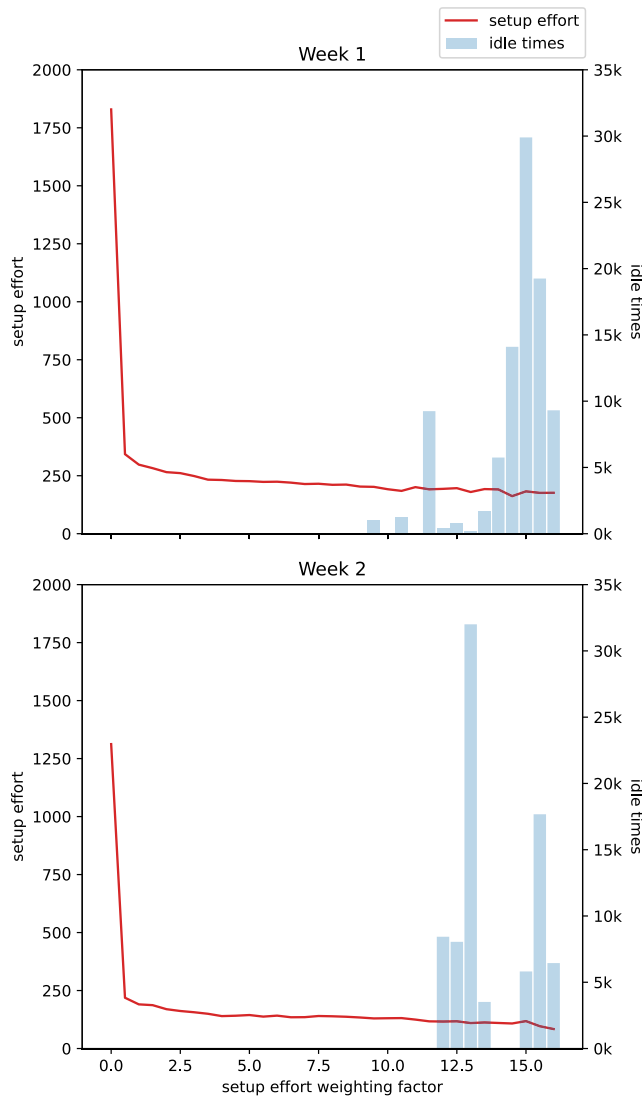 setup effort
idle times
Week 1
2000
1750
1500
1250
1000
750
500
250
0
setup effort
35k
30k
25k
20k
15k
10k
5k
0k
idle times
Week 2
2000
1750
1500
1250
1000
750
500
250
0
setup effort
35k
30k
25k
20k
15k
10k
5k
0k
idle times
0.0 2.5 5.0 7.5 10.0 12.5 15.0
setup effort weighting factor